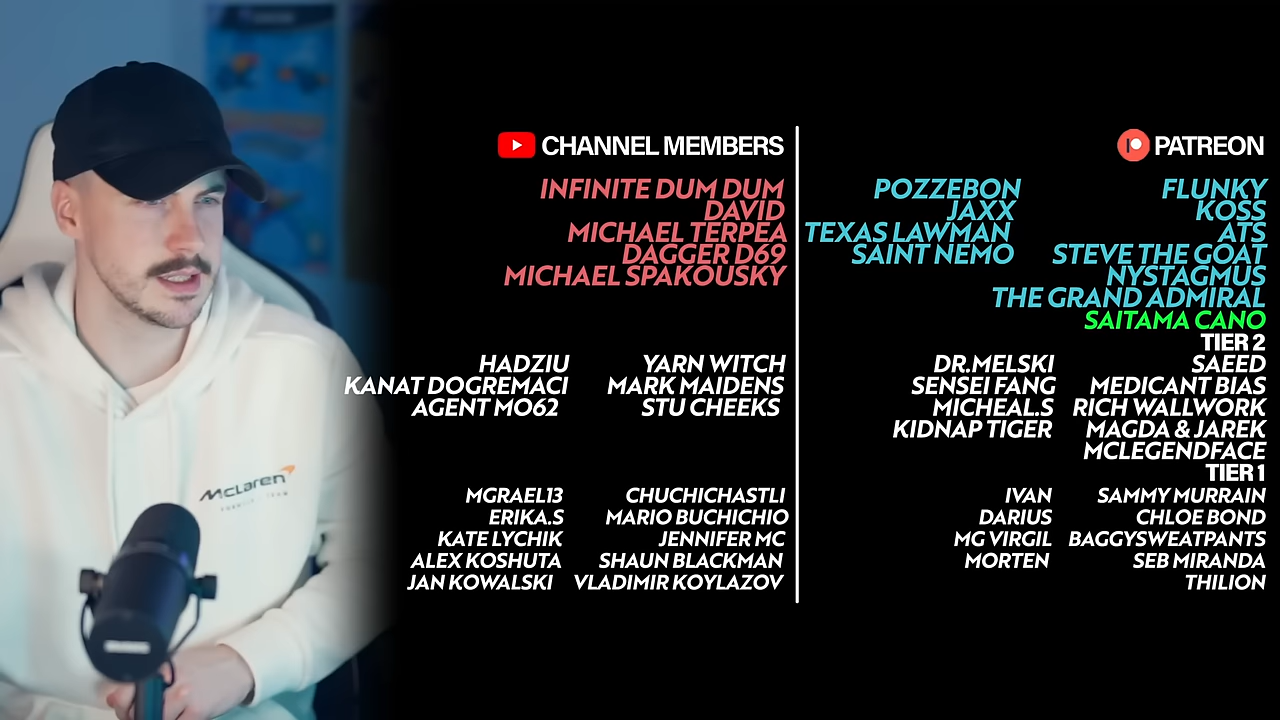 CHANNEL MEMBERS
INFINITE DUM DUM
DAVID
MICHAEL TERPEA
DAGGER D69
MICHAEL SPAKOUSKY
HADZIU YARN WITCH
KANAT DOGREMACI MARK MAIDENS
AGENT MO62 STU CHEEKS
MGRAEL13 CHUCHICHASTLI
ERIKA.S MARIO BUCHICHIO
KATE LYCHIK JENNIFER MC
ALEX KOSHUTA SHAUN BLACKMAN
JAN KOWALSKI VLADIMIR KOYLAZOV
PATREON
POZZEBON FLUNKY
JAXX KOSS
TEXAS LAWMAN ATS
SAINT NEMO STEVE THE GOAT
NYSTAGMUS
THE GRAND ADMIRAL
SAITAMA CANO
TIER 2
DR.MELSKI SAEED
SENSEI FANG MEDICANT BIAS
MICHEAL.S RICH WALLWORK
KIDNAP TIGER MAGDA & JAREK
MCLEGENDFACE
TIER 1
IVAN SAMMY MURRAIN
DARIUS CHLOE BOND
MG VIRGIL BAGGYSWEATPANTS
MORTEN SEB MIRANDA
THILION
McLaren